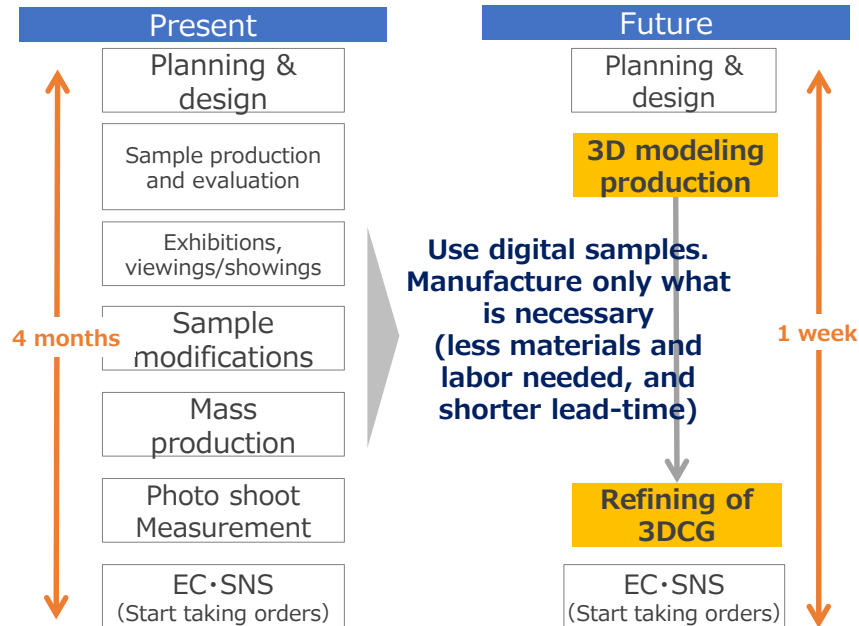 Present
Planning &
design
Sample production
and evaluation
Exhibitions,
viewings/showings
Sample
modifications
Mass
production
Photo shoot
Measurement
EC・SNS
(Start taking orders)
4 months
Use digital samples.
Manufacture only what
is necessary
(less materials and
labor needed, and
shorter lead-time)
Future
Planning &
design
3D modeling
production
Refining of
3DCG
EC・SNS
(Start taking orders)
1 week